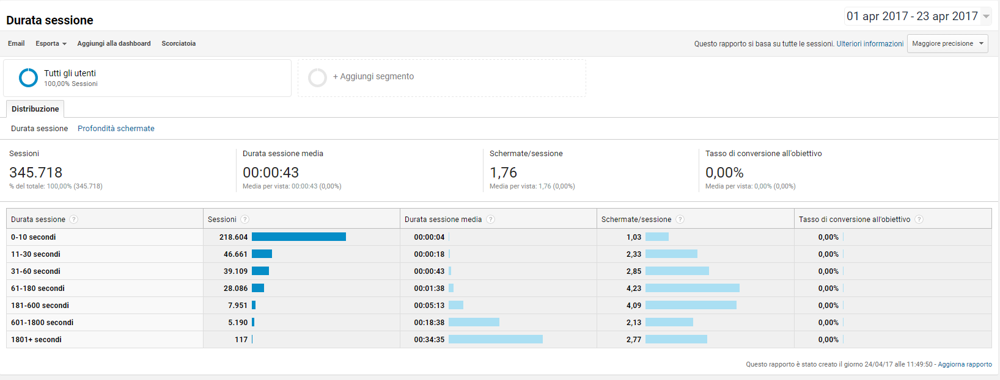 Durata sessione
01 apr 2017 - 23 apr 2017
Email Esporta Aggiungi alla dashboard Scorciatoia
Questo rapporto si basa su tutte le sessioni. Ulteriori informazioni Maggiore precisione
Tutti gli utenti
100,00% Sessioni
+ Aggiungi segmento
Distribuzione
Durata sessione Profondità schermate
Sessioni Durata sessione media Schermate/sessione Tasso di conversione all'obiettivo
345.718 00:00:43 1,76 0,00%
% del totale: 100,00% (345.718) Media per vista: 00:00:43 (0,00%) Media per vista: 1,76 (0,00%) Media per vista: 0,00% (0,00%)
Durata sessione ? Sessioni ? Durata sessione media ? Schermate/sessione ? Tasso di conversione all'obiettivo ?
0-10 secondi 218.604 00:00:04 1,03 0,00%
11-30 secondi 46.661 00:00:18 2,33 0,00%
31-60 secondi 39.109 00:00:43 2,85 0,00%
61-180 secondi 28.086 00:01:38 4,23 0,00%
181-600 secondi 7.951 00:05:13 4,09 0,00%
601-1800 secondi 5.190 00:18:38 2,13 0,00%
1801+ secondi 117 00:34:35 2,77 0,00%
Questo rapporto è stato creato il giorno 24/04/17 alle 11:49:50 - Aggiorna rapporto